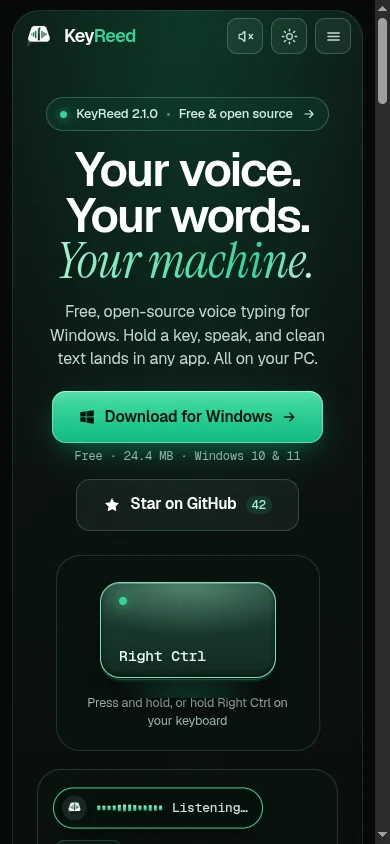 KeyReed
KeyReed 2.1.0 • Free & open source →
Your voice.
Your words.
Your machine.
Free, open-source voice typing for
Windows. Hold a key, speak, and clean
text lands in any app. All on your PC.
Download for Windows →
Free · 24.4 MB · Windows 10 & 11
Star on GitHub 42
Right Ctrl
Press and hold, or hold Right Ctrl on
your keyboard
Listening…